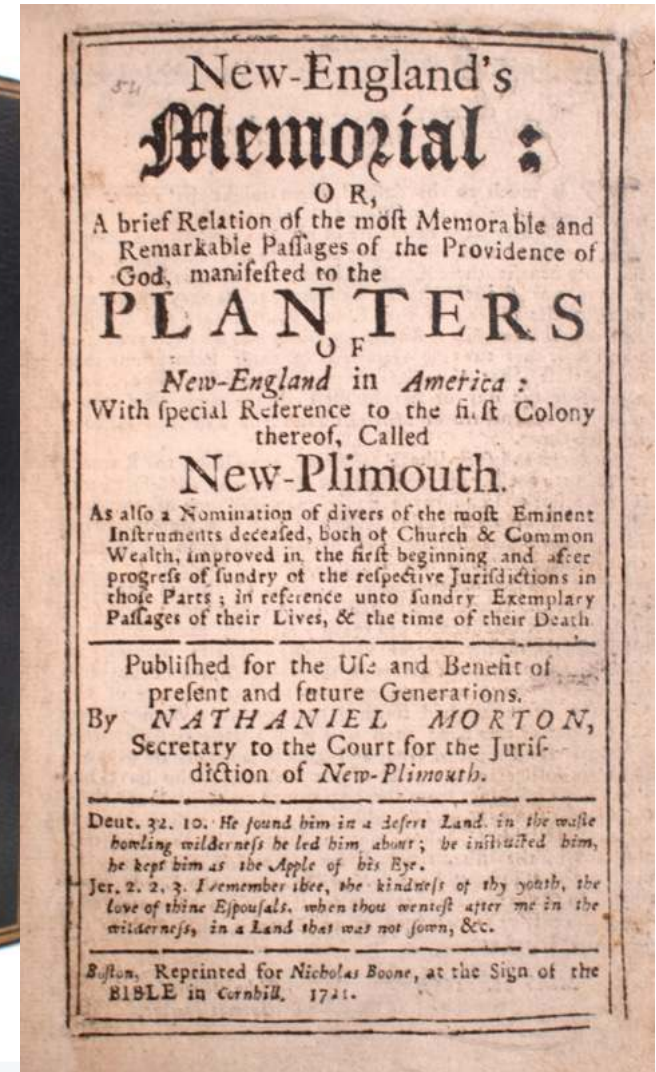 54
New-England's
Memorial:
OR,
A brief Relation of the moſt Memorable and
Remarkable Paſſages of the Providence of
God, manifeſted to the
PLANTERS
OF
New-England in America:
With ſpecial Reference to the firſt Colony
thereof, Called
New-Plimouth.
As alſo a Nomination of divers of the moſt Eminent
Inſtruments deceaſed, both of Church & Common
Wealth, improved in the firſt beginning and after
progreſs of ſundry of the reſpective Juriſdictions in
thoſe Parts; in reference unto ſundry Exemplary
Paſſages of their Lives, & the time of their Death
Publiſhed for the Uſe and Benefit of
preſent and future Generations.
By NATHANIEL MORTON,
Secretary to the Court for the Juriſ-
diction of New-Plimouth.
Deut. 32. 10. He found him in a deſert Land. in the waſte
howling wilderneſs he led him about; he inſtructed him,
he kept him as the Apple of his Eye.
Jer. 2. 2, 3. I remember thee, the kindneſs of thy youth, the
love of thine Eſpouſals, when thou wenteſt after me in the
wilderneſs, in a Land that was not ſown, &c.
Boſton, Reprinted for Nicholas Boone, at the Sign of the
BIBLE in Cornhill. 1721.